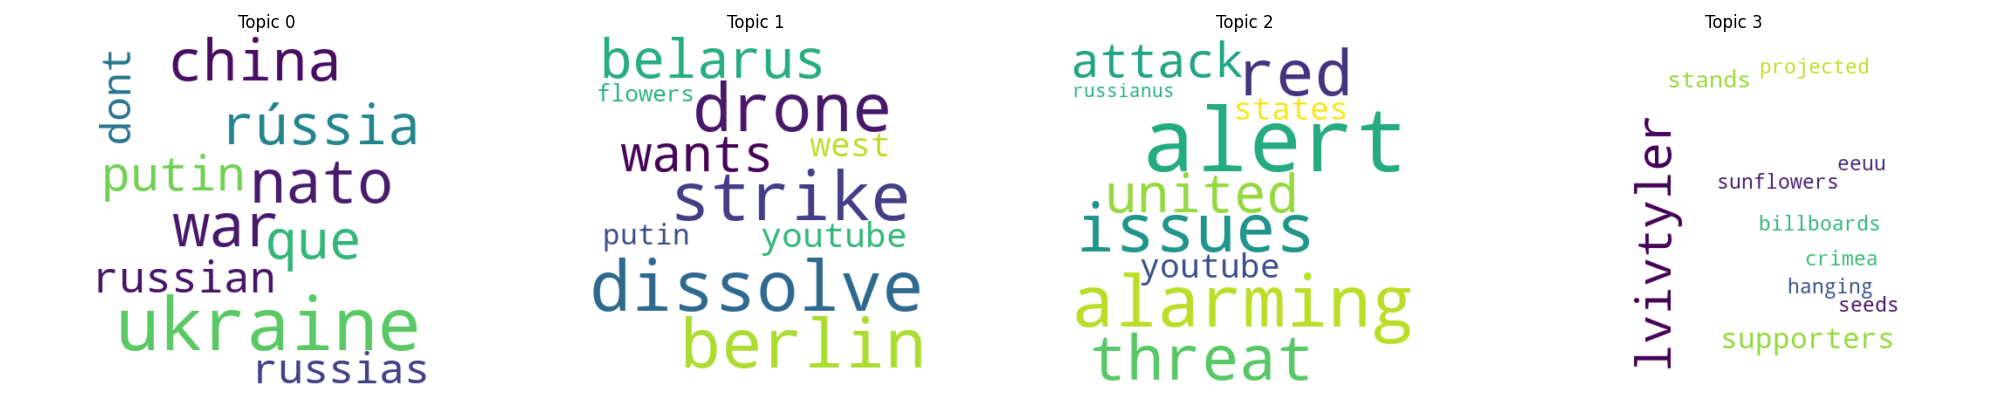 Topic 0
dont
china
rússia
putin
nato
war
que
russian
ukraine
russias
Topic 1
belarus
flowers
drone
wants
west
strike
putin
youtube
dissolve
berlin
Topic 2
attack
red
russianus
states
alert
united
issues
youtube
alarming
threat
Topic 3
projected
stands
lvivtyler
eeuu
sunflowers
billboards
crimea
hanging
seeds
supporters